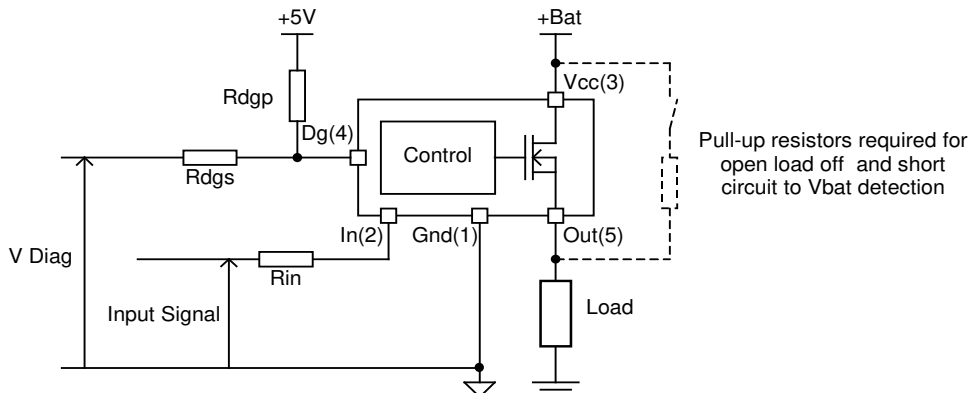 +5V
+Bat
Vcc(3)
Rdgp
Dg(4)
Control
Pull-up resistors required for
open load off and short
circuit to Vbat detection
Rdgs
In(2)
Gnd(1)
Out(5)
V Diag
Rin
Input Signal
Load